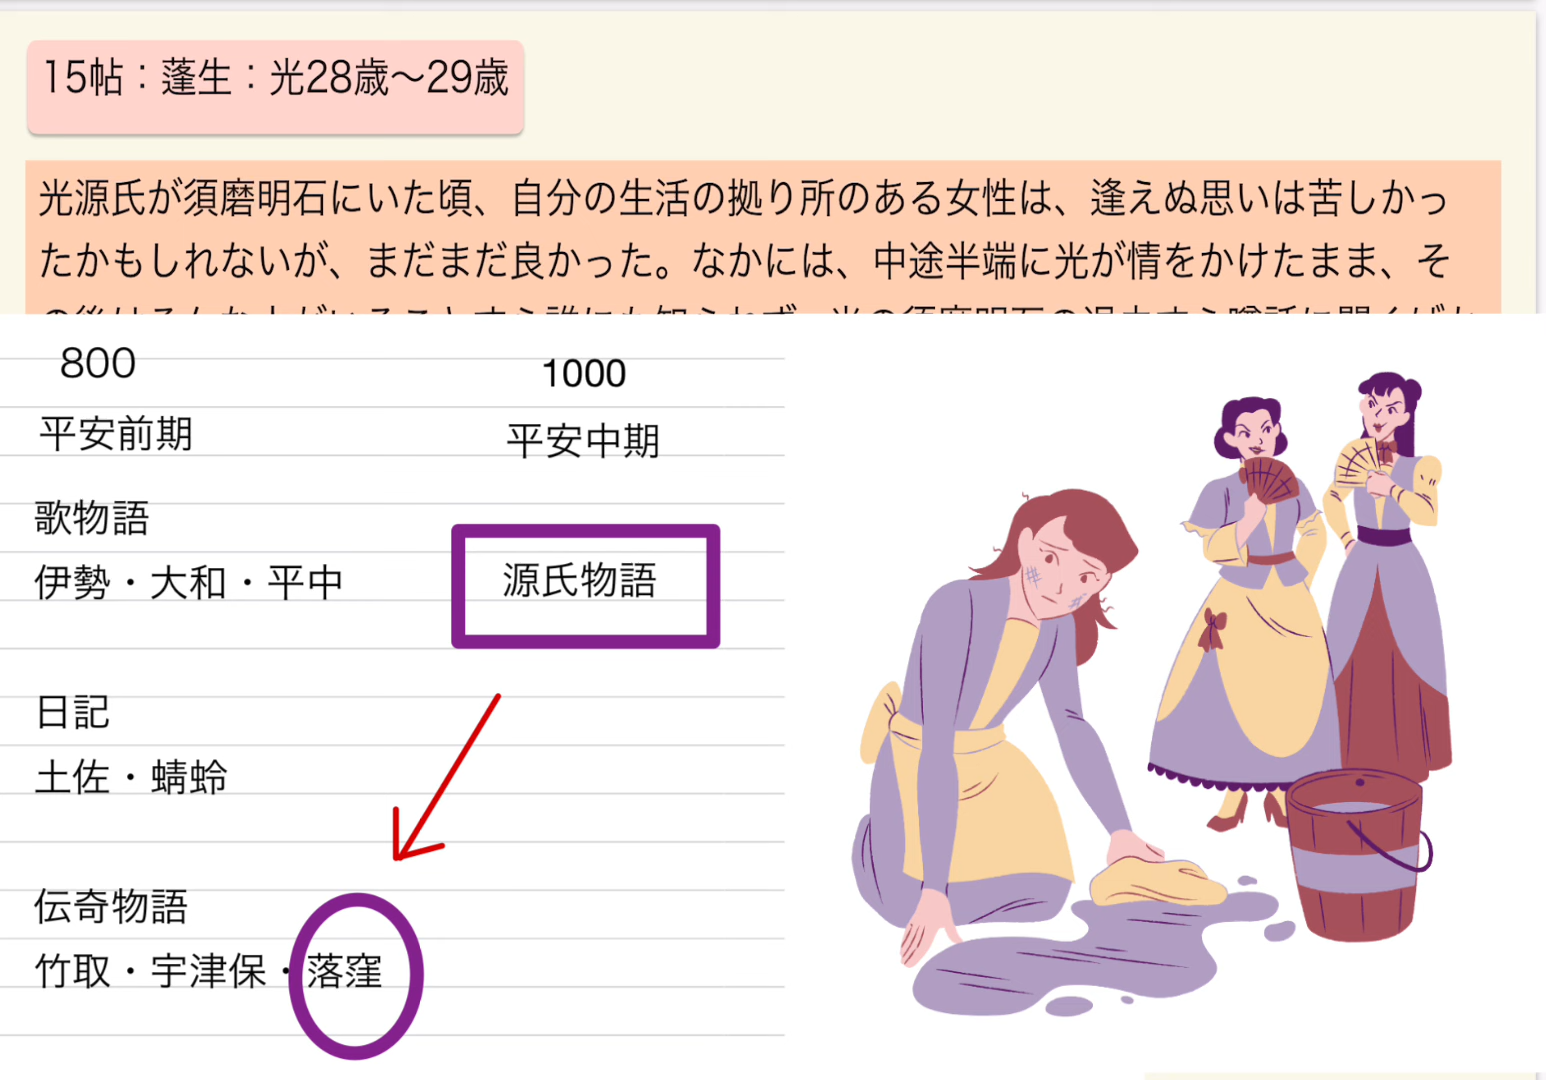 15帖：蓬生：光28歳〜29歳
光源氏が須磨明石にいた頃、自分の生活の拠り所のある女性は、逢えぬ思いは苦しかっ
たかもしれないが、まだまだ良かった。なかには、中途半端に光が情をかけたまま、そ
800
平安前期
歌物語
伊勢・大和・平中
日記
土佐・蜻蛉
伝奇物語
竹取・宇津保・落窪
1000
平安中期
源氏物語